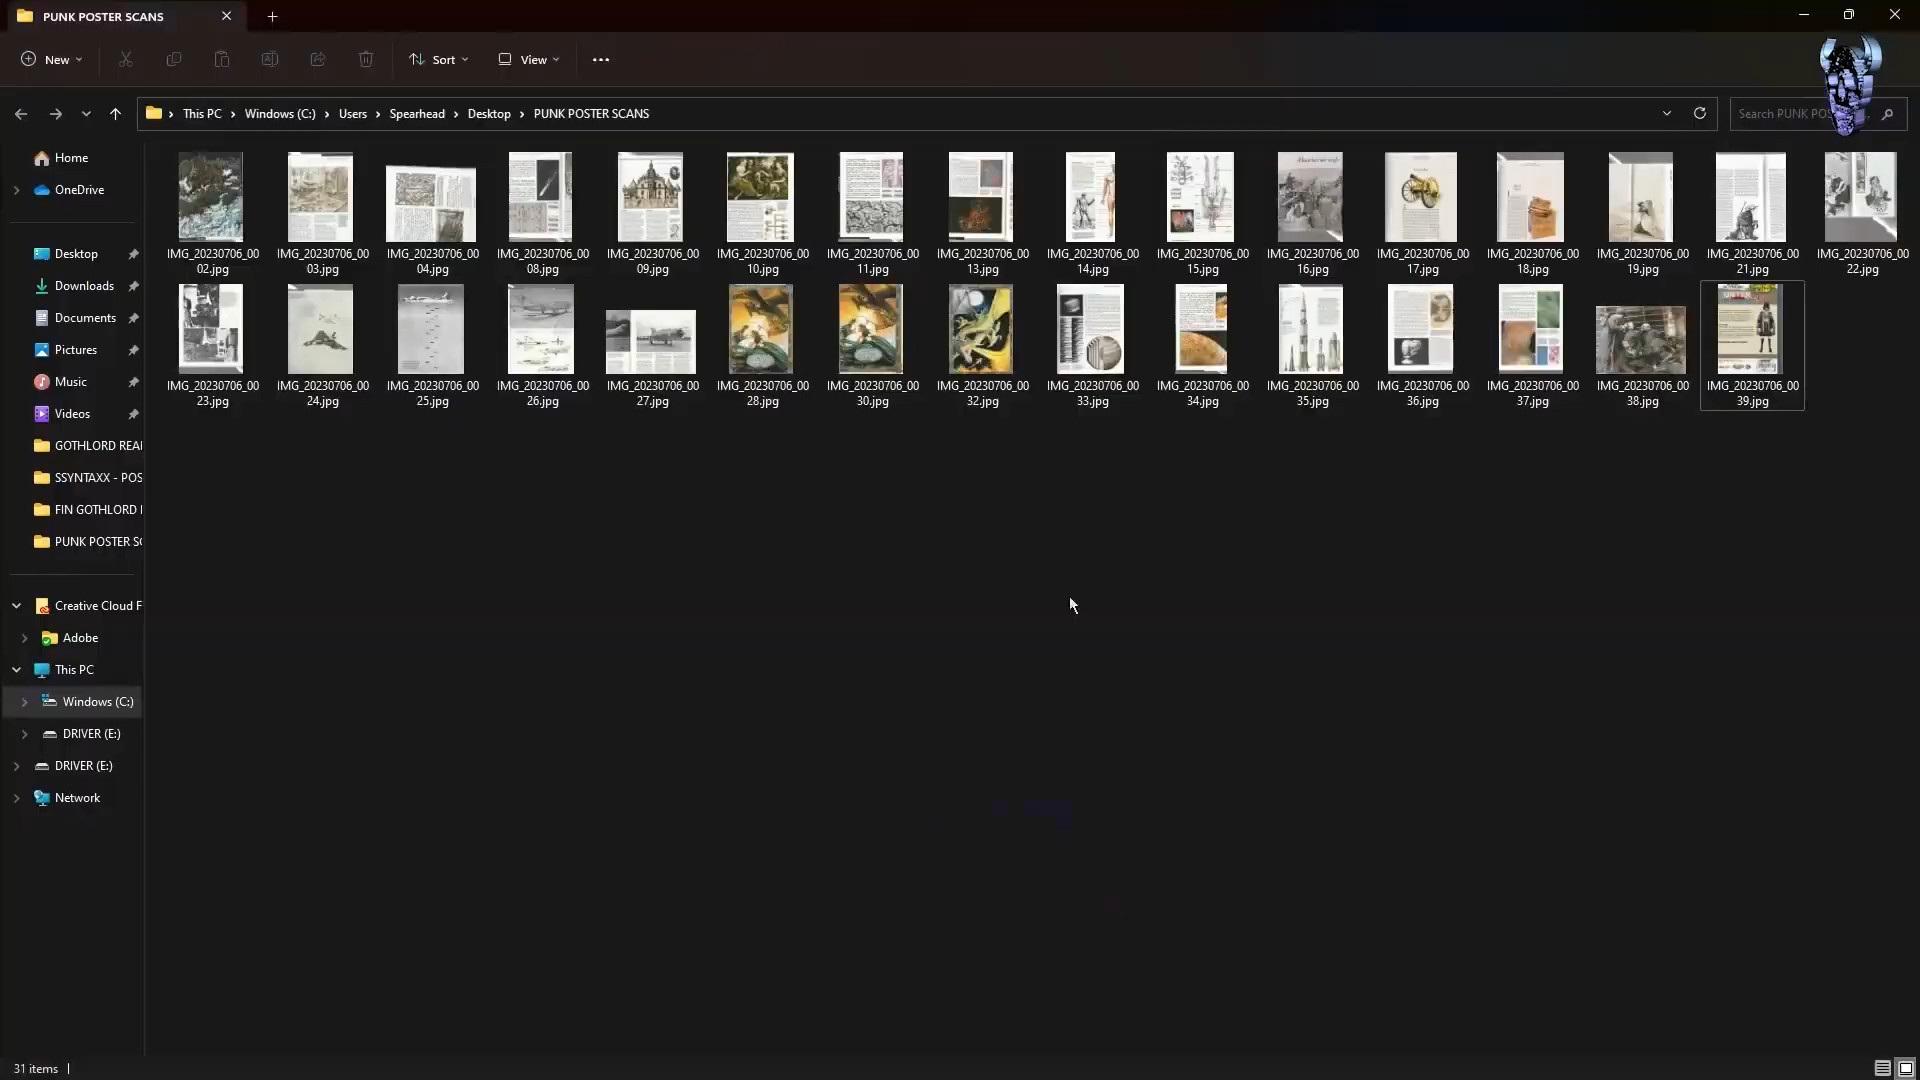 PUNK POSTER SCANS
New
Sort
View
This PC
Windows (C:)
Users
Spearhead
Desktop
PUNK POSTER SCANS
Search PUNK POS
Home
OneDrive
Desktop
Downloads
Documents
Pictures
Music
Videos
GOTHLORD REAI
SSYNTAXX - POS
FIN GOTHLORD I
PUNK POSTER SC
Creative Cloud F
Adobe
This PC
Windows (C:)
DRIVER (E:)
DRIVER (E:)
Network
IMG_20230706_00
02.jpg
IMG_20230706_00
03.jpg
IMG_20230706_00
04.jpg
IMG_20230706_00
08.jpg
IMG_20230706_00
09.jpg
IMG_20230706_00
10.jpg
IMG_20230706_00
11.jpg
IMG_20230706_00
13.jpg
IMG_20230706_00
14.jpg
IMG_20230706_00
15.jpg
IMG_20230706_00
16.jpg
IMG_20230706_00
17.jpg
IMG_20230706_00
18.jpg
IMG_20230706_00
19.jpg
IMG_20230706_00
21.jpg
IMG_20230706_00
22.jpg
IMG_20230706_00
23.jpg
IMG_20230706_00
24.jpg
IMG_20230706_00
25.jpg
IMG_20230706_00
26.jpg
IMG_20230706_00
27.jpg
IMG_20230706_00
28.jpg
IMG_20230706_00
30.jpg
IMG_20230706_00
32.jpg
IMG_20230706_00
33.jpg
IMG_20230706_00
34.jpg
IMG_20230706_00
35.jpg
IMG_20230706_00
36.jpg
IMG_20230706_00
37.jpg
IMG_20230706_00
38.jpg
IMG_20230706_00
39.jpg
31 items